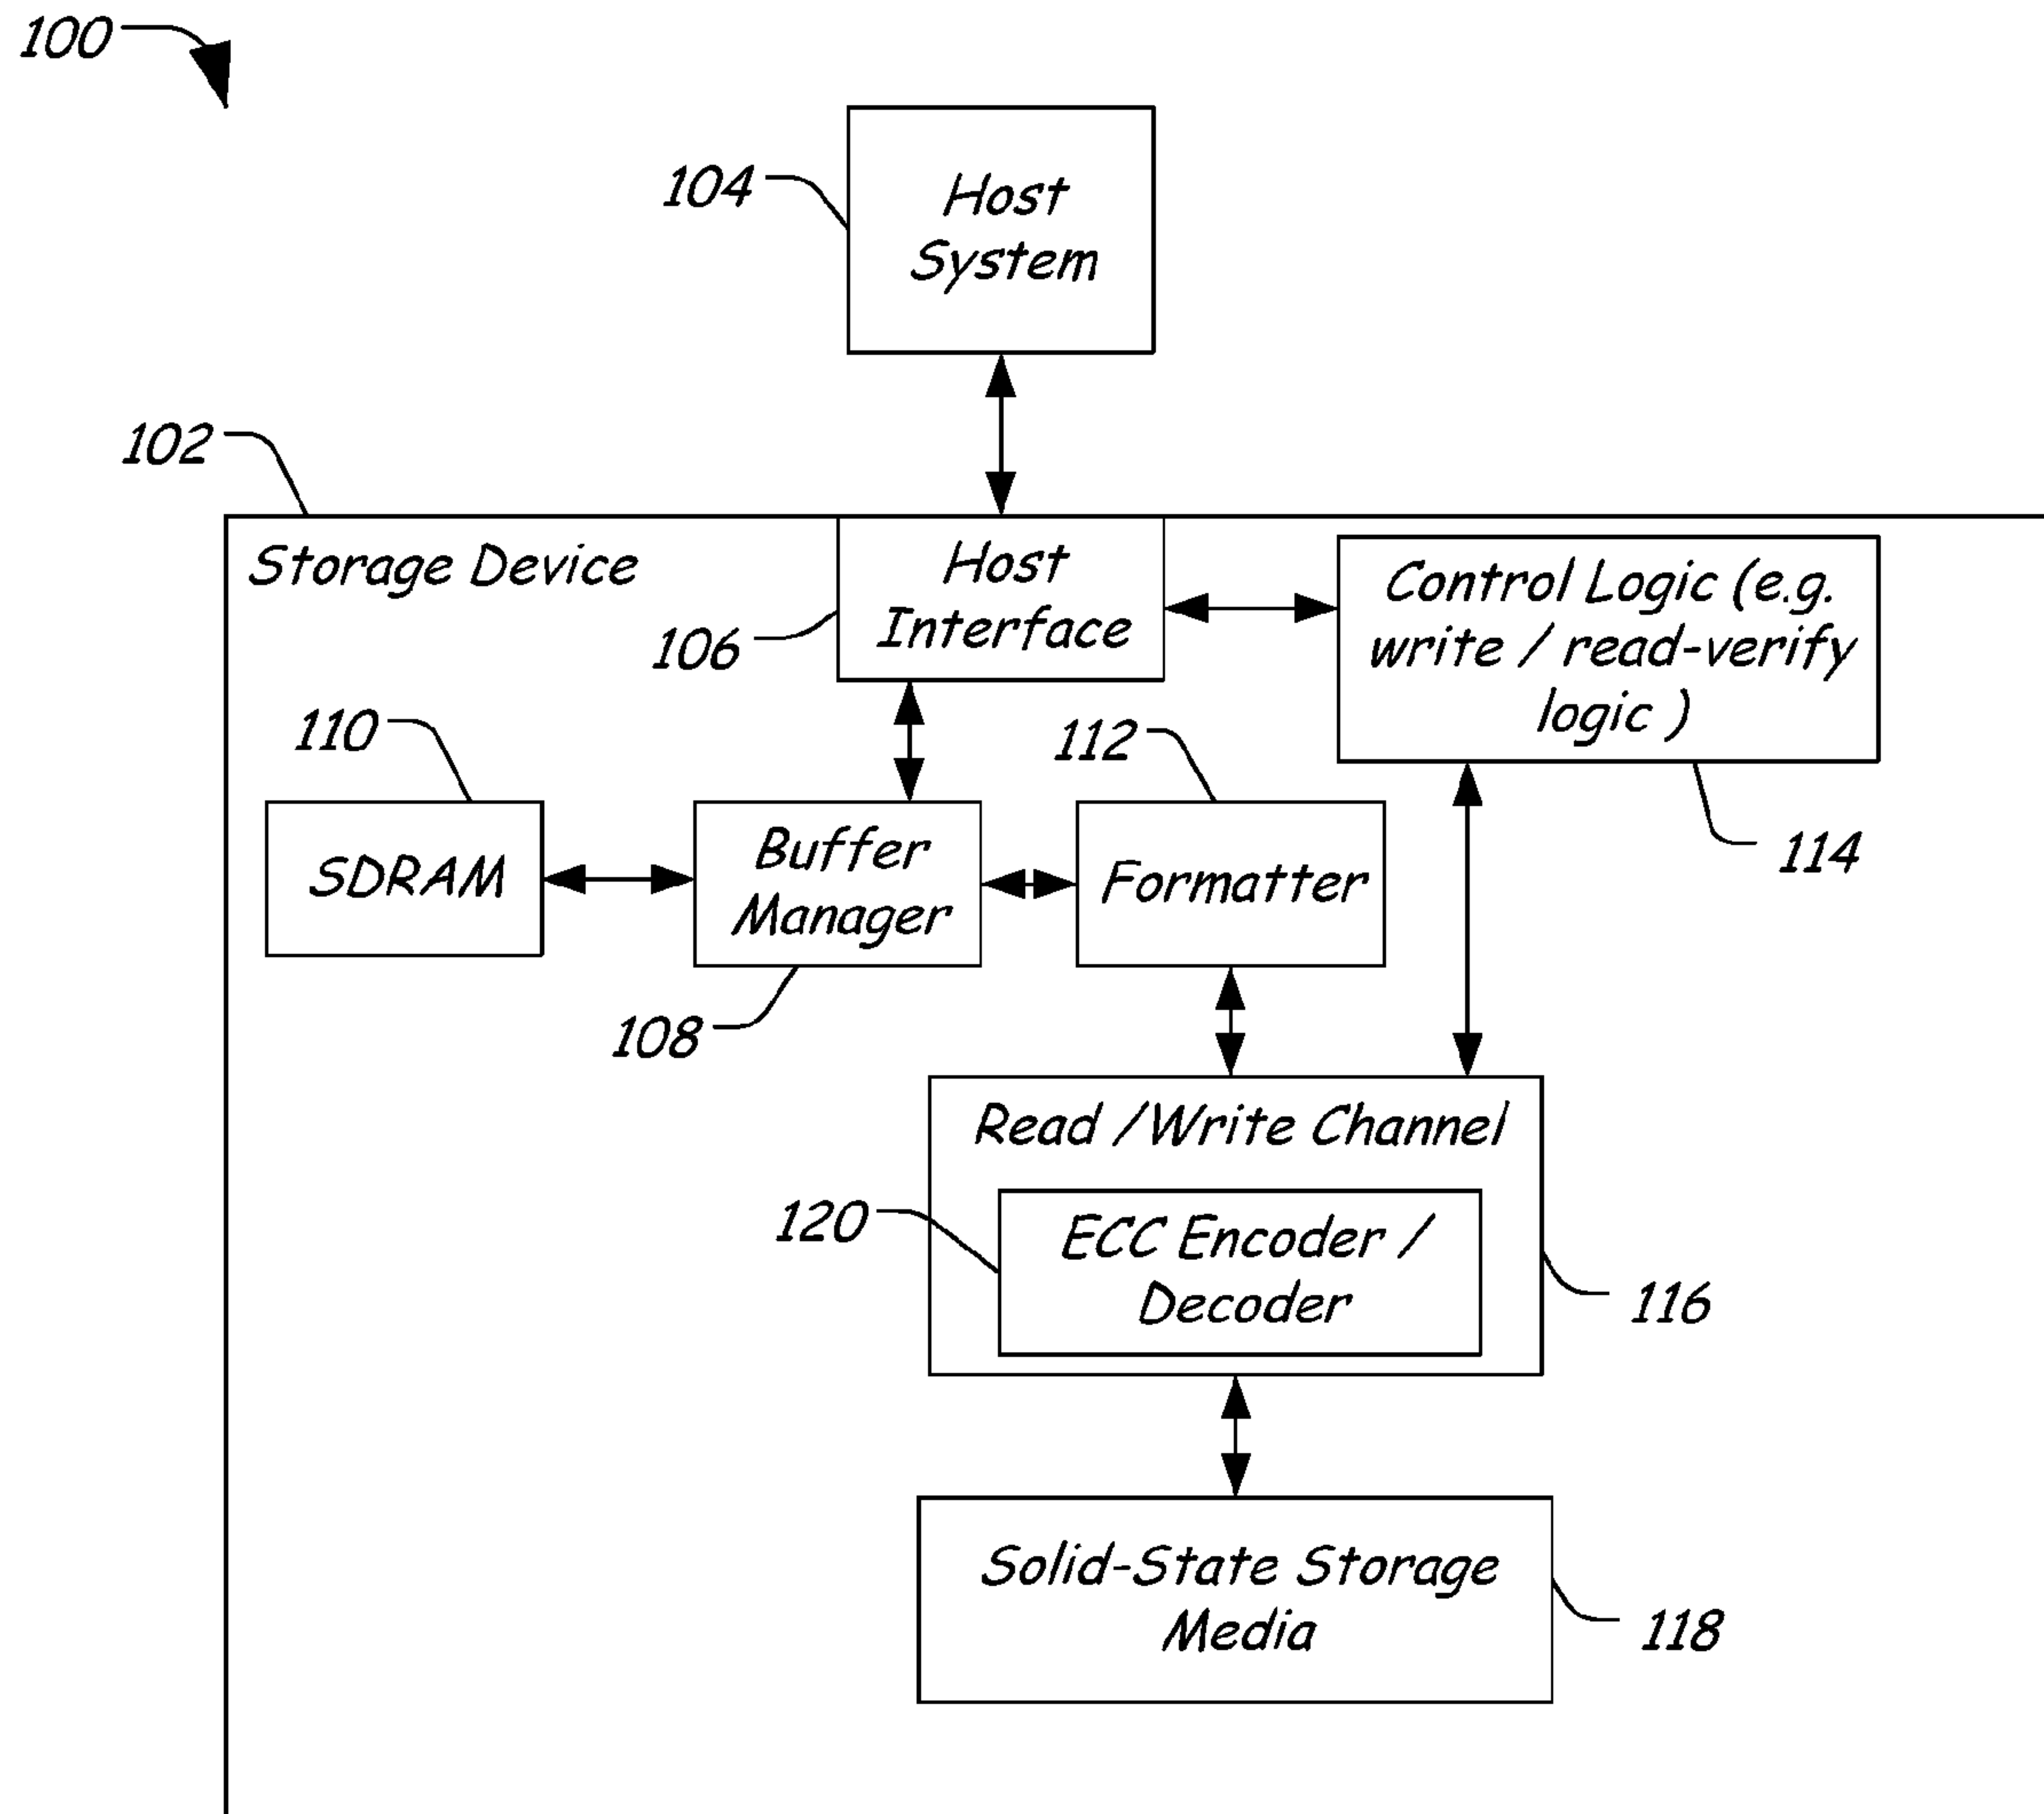 100
104
Host
System
102
Storage Device
Host
Interface
106
Control Logic (e.g.
write / read-verify
logic )
110
112
114
SDRAM
Buffer
Manager
Formatter
108
Read /Write Channel
120
ECC Encoder /
Decoder
116
Solid-State Storage
Media
118